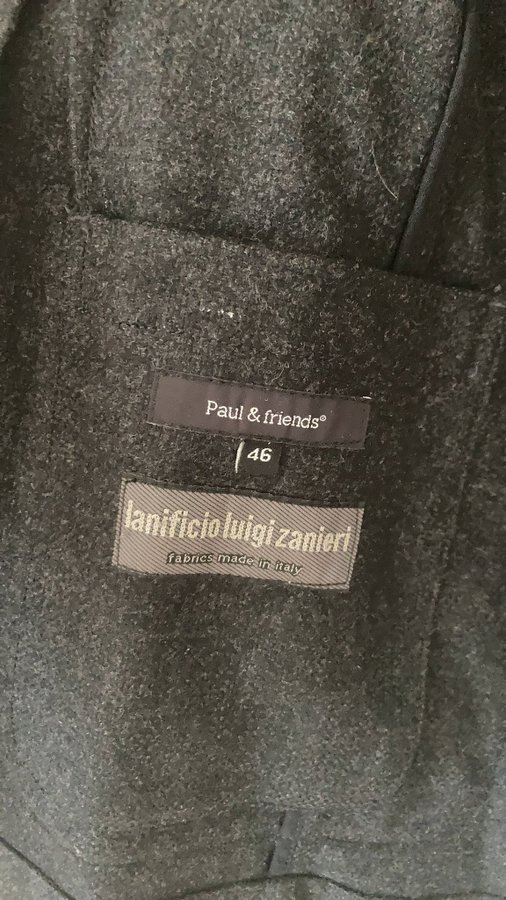 Paul & friends®
46
lanificio luigi zanieri
fabrics made in italy